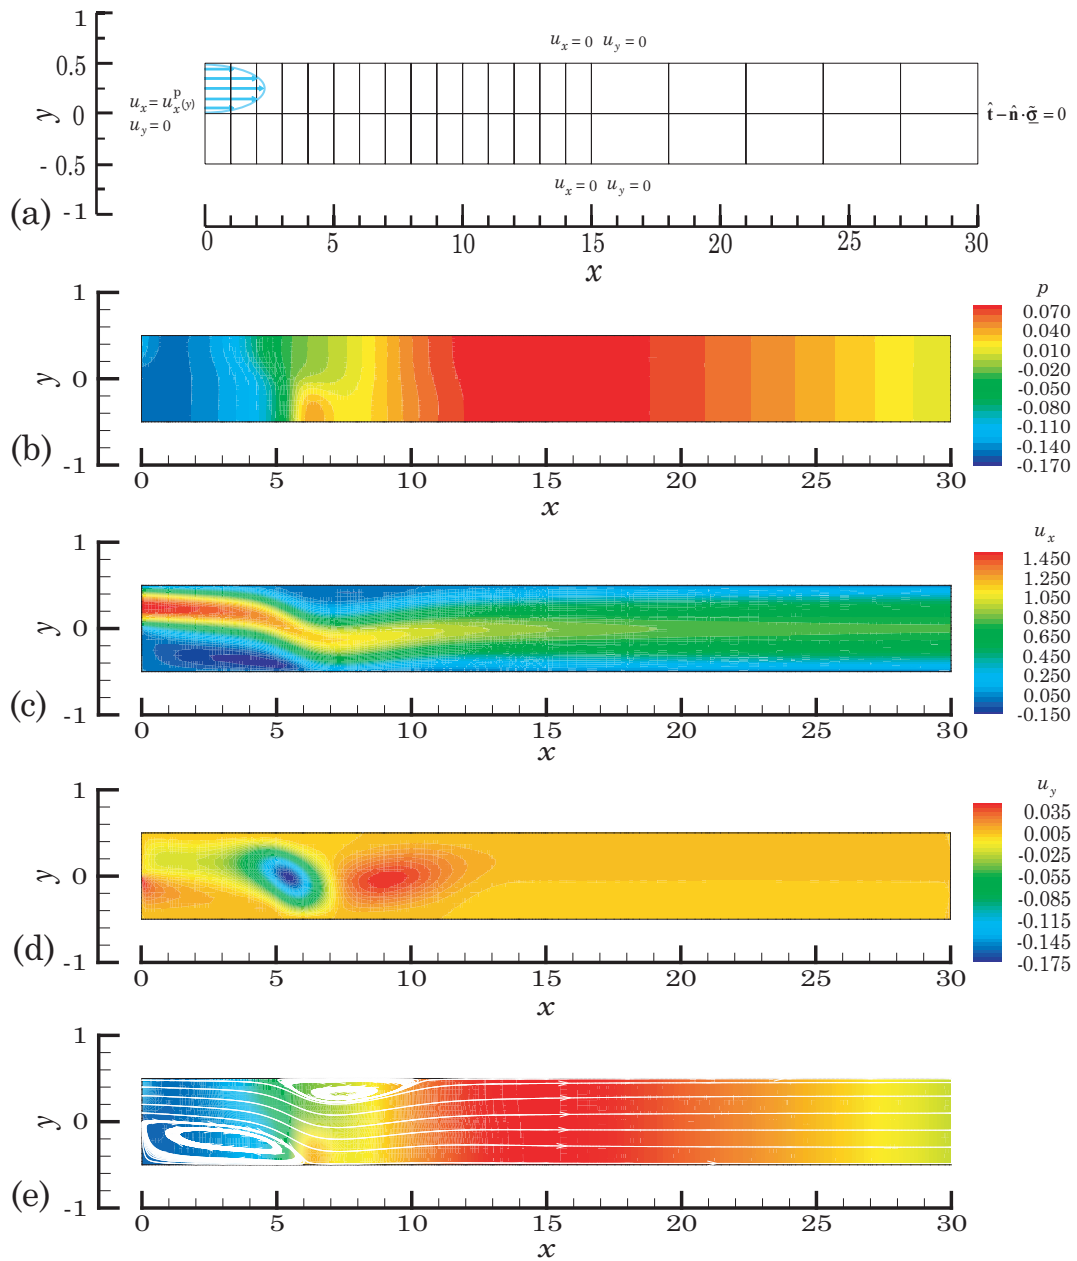 1
0.5
0
- 0.5
-1
y
(a)
u_x = 0 u_y = 0
u_x = u_x^p(y)
u_y = 0
t̂ − n̂ · σ̃ = 0
u_x = 0 u_y = 0
0 5 10 15 20 25 30
x
1
0
-1
y
(b)
0 5 10 15 20 25 30
x
p
0.070
0.040
0.010
-0.020
-0.050
-0.080
-0.110
-0.140
-0.170
1
0
-1
y
(c)
0 5 10 15 20 25 30
x
u_x
1.450
1.250
1.050
0.850
0.650
0.450
0.250
0.050
-0.150
1
0
-1
y
(d)
0 5 10 15 20 25 30
x
u_y
0.035
0.005
-0.025
-0.055
-0.085
-0.115
-0.145
-0.175
1
0
-1
y
(e)
0 5 10 15 20 25 30
x